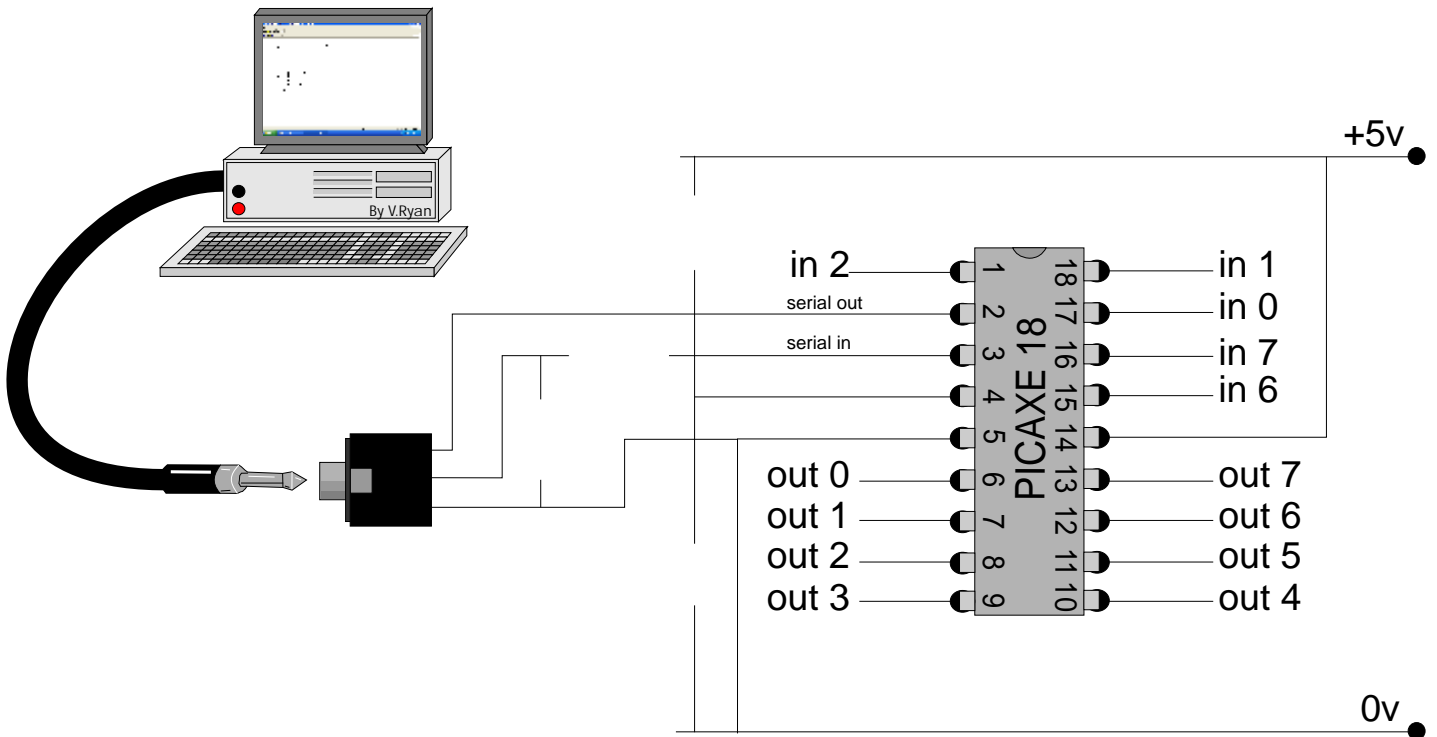 +5v
By V.Ryan
in 2
serial out
serial in
out 0
out 1
out 2
out 3
1
2
3
4
5
6
7
8
9
PICAXE 18
18
17
16
15
14
13
12
11
10
in 1
in 0
in 7
in 6
out 7
out 6
out 5
out 4
0v